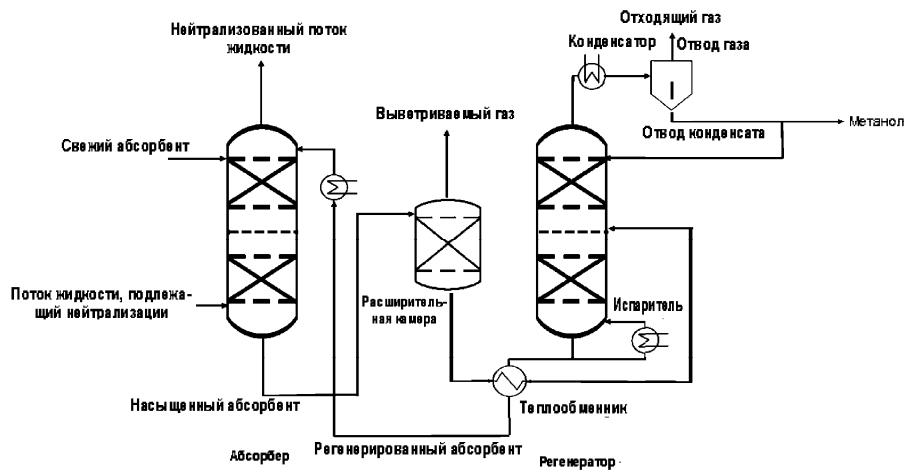 Отходящий газ
Нейтрализованный поток
жидкости
Конденсатор
Отвод газа
Выветриваемый газ
Метанол
Отвод конденсата
Свежий абсорбент
Поток жидкости, подлежа-
щий нейтрализации
Расширитель-
ная камера
Испаритель
Насыщенный абсорбент
Теплообменник
Регенерированный абсорбент
Абсорбер
Регенератор